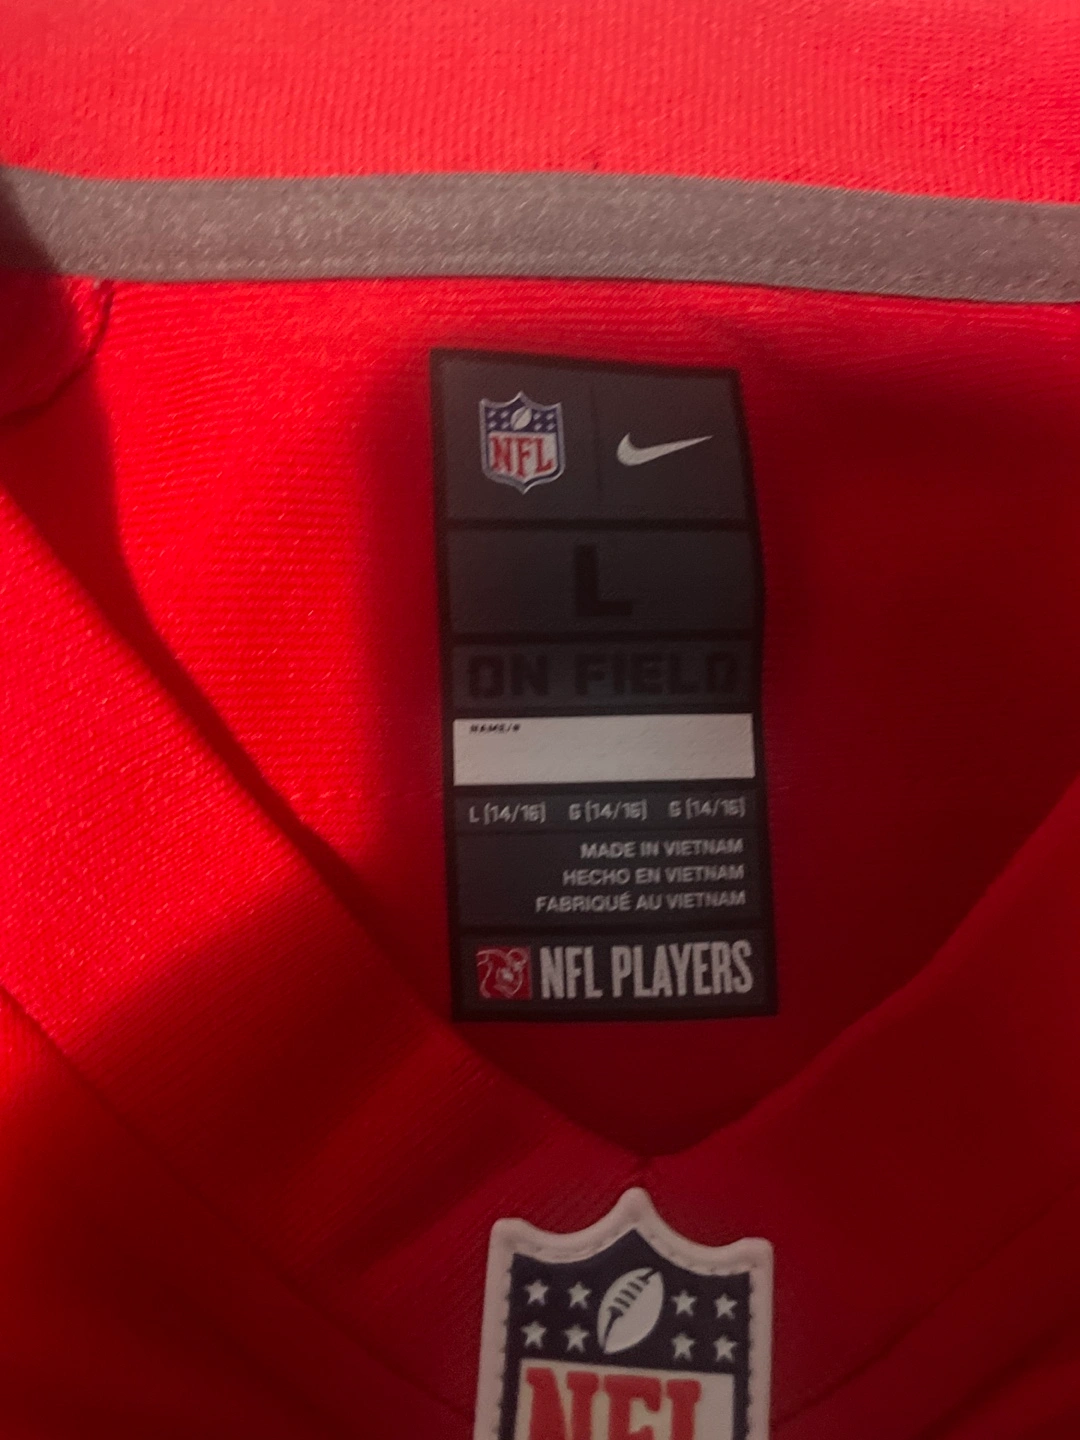 NFL
L
ON FIELD
NAME/#
L (14/16) G (14/16) G (14/16)
MADE IN VIETNAM
HECHO EN VIETNAM
FABRIQUÉ AU VIETNAM
NFL PLAYERS
NFL